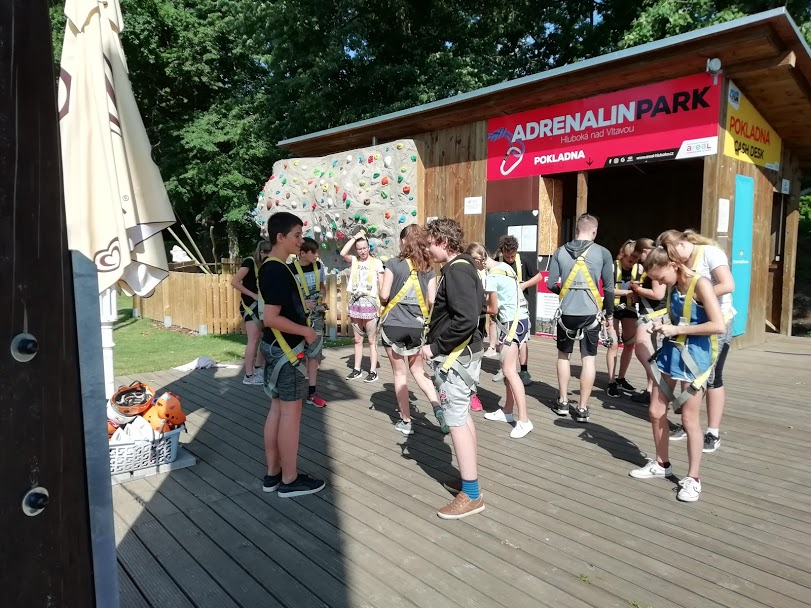 ADRENALINPARK
Hluboká nad Vltavou
POKLADNA
areaL
POKLADNA
CASH DESK